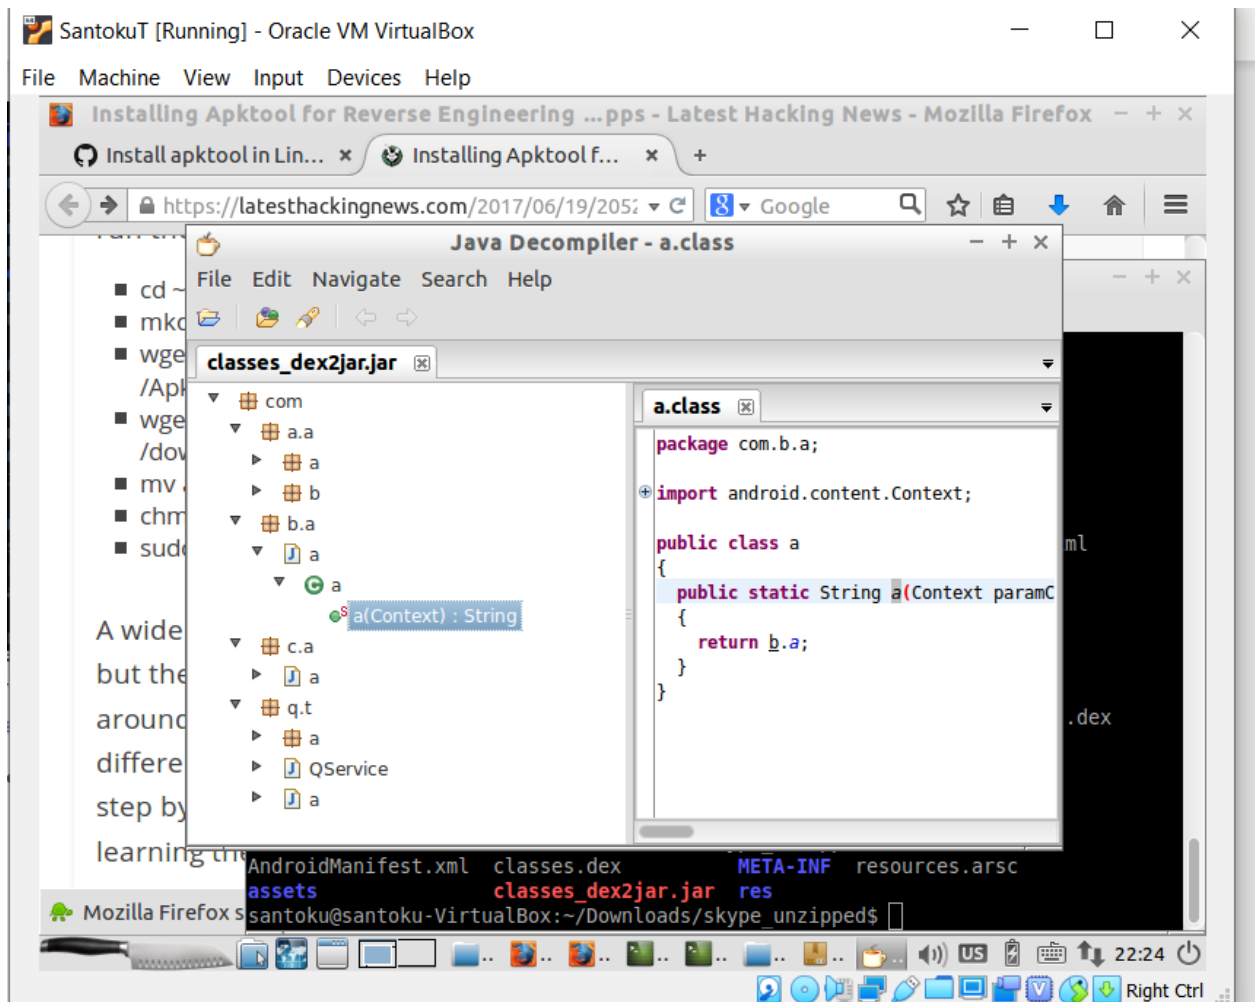 SantokuT [Running] - Oracle VM VirtualBox
File Machine View Input Devices Help
Installing Apktool for Reverse Engineering ...pps - Latest Hacking News - Mozilla Firefox
Install apktool in Lin...
Installing Apktool f...
https://latesthackingnews.com/2017/06/19/2052
Google
Java Decompiler - a.class
File Edit Navigate Search Help
cd ~
wge
/Apk
wge
/dow
mv
chm
sudo
classes_dex2jar.jar
com
a.a
a
b
b.a
a
a
a(Context) : String
c.a
a
q.t
a
QService
a
a.class
package com.b.a;
import android.content.Context;
public class a
{
public static String a(Context paramC
{
return b.a;
}
}
ml
.dex
A wide
but the
around
differe
step by
learning the
AndroidManifest.xml classes.dex META-INF resources.arsc
assets classes_dex2jar.jar res
santoku@santoku-VirtualBox:~/Downloads/skype_unzipped$
Mozilla Firefox s
US
22:24
Right Ctrl